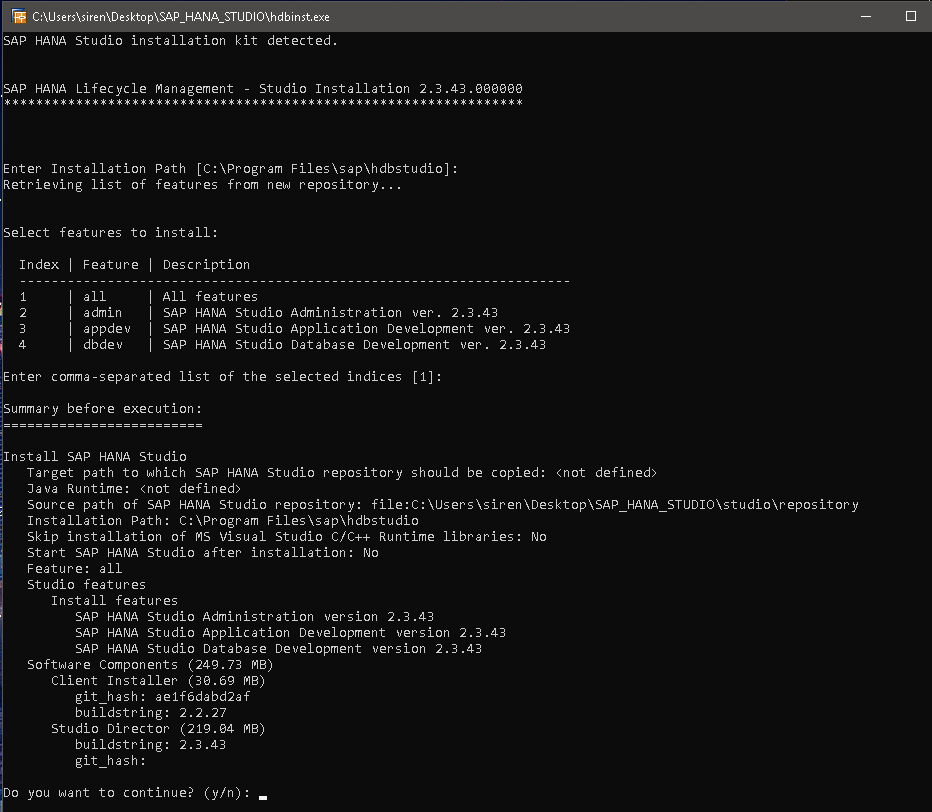 C:\Users\siren\Desktop\SAP_HANA_STUDIO\hdbinst.exe
SAP HANA Studio installation kit detected.
SAP HANA Lifecycle Management - Studio Installation 2.3.43.000000
*****************************************************************
Enter Installation Path [C:\Program Files\sap\hdbstudio]:
Retrieving list of features from new repository...
Select features to install:
Index | Feature | Description
---------------------------------------------------------------------
1 | all | All features
2 | admin | SAP HANA Studio Administration ver. 2.3.43
3 | appdev | SAP HANA Studio Application Development ver. 2.3.43
4 | dbdev | SAP HANA Studio Database Development ver. 2.3.43
Enter comma-separated list of the selected indices [1]:
Summary before execution:
=========================
Install SAP HANA Studio
Target path to which SAP HANA Studio repository should be copied: <not defined>
Java Runtime: <not defined>
Source path of SAP HANA Studio repository: file:C:\Users\siren\Desktop\SAP_HANA_STUDIO\studio\repository
Installation Path: C:\Program Files\sap\hdbstudio
Skip installation of MS Visual Studio C/C++ Runtime libraries: No
Start SAP HANA Studio after installation: No
Feature: all
Studio features
Install features
SAP HANA Studio Administration version 2.3.43
SAP HANA Studio Application Development version 2.3.43
SAP HANA Studio Database Development version 2.3.43
Software Components (249.73 MB)
Client Installer (30.69 MB)
git_hash: ae1f6dabd2af
buildstring: 2.2.27
Studio Director (219.04 MB)
buildstring: 2.3.43
git_hash:
Do you want to continue? (y/n):